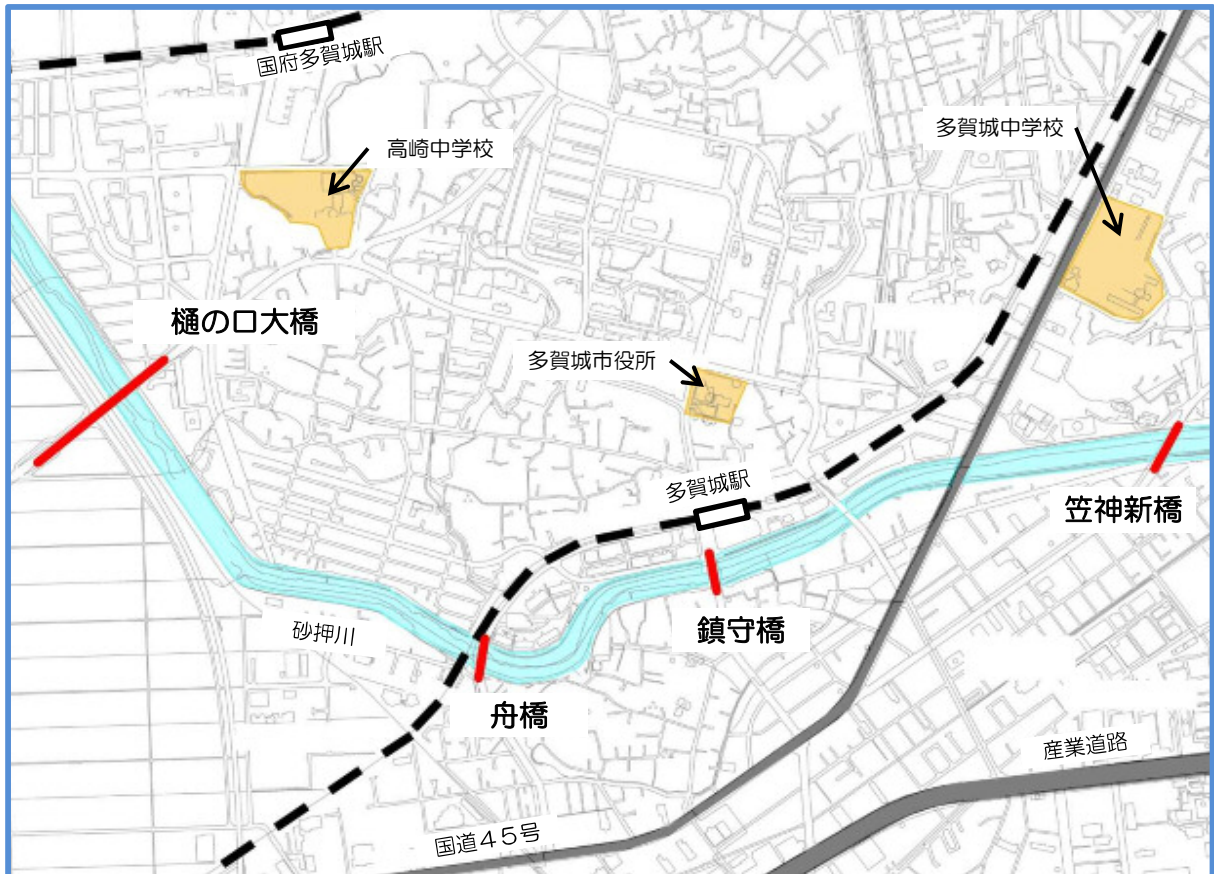 国府多賀城駅
多賀城中学校
高崎中学校
樋の口大橋
多賀城市役所
多賀城駅
笠神新橋
砂押川
鎮守橋
舟橋
産業道路
国道45号